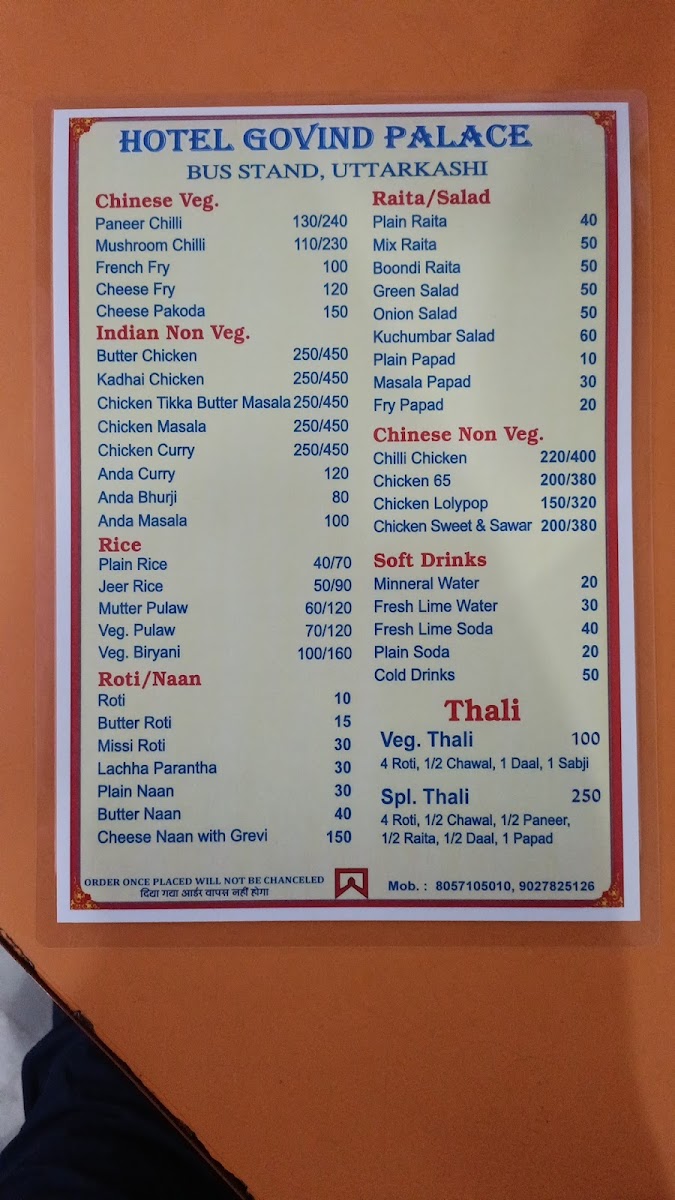 HOTEL GOVIND PALACE
BUS STAND, UTTARKASHI
Chinese Veg.
Paneer Chilli 130/240
Mushroom Chilli 110/230
French Fry 100
Cheese Fry 120
Cheese Pakoda 150
Indian Non Veg.
Butter Chicken 250/450
Kadhai Chicken 250/450
Chicken Tikka Butter Masala 250/450
Chicken Masala 250/450
Chicken Curry 250/450
Anda Curry 120
Anda Bhurji 80
Anda Masala 100
Rice
Plain Rice 40/70
Jeer Rice 50/90
Mutter Pulaw 60/120
Veg. Pulaw 70/120
Veg. Biryani 100/160
Roti/Naan
Roti 10
Butter Roti 15
Missi Roti 30
Lachha Parantha 30
Plain Naan 30
Butter Naan 40
Cheese Naan with Grevi 150
Raita/Salad
Plain Raita 40
Mix Raita 50
Boondi Raita 50
Green Salad 50
Onion Salad 50
Kuchumbar Salad 60
Plain Papad 10
Masala Papad 30
Fry Papad 20
Chinese Non Veg.
Chilli Chicken 220/400
Chicken 65 200/380
Chicken Lolypop 150/320
Chicken Sweet & Sawar 200/380
Soft Drinks
Minneral Water 20
Fresh Lime Water 30
Fresh Lime Soda 40
Plain Soda 20
Cold Drinks 50
Thali
Veg. Thali 100
4 Roti, 1/2 Chawal, 1 Daal, 1 Sabji
Spl. Thali 250
4 Roti, 1/2 Chawal, 1/2 Paneer,
1/2 Raita, 1/2 Daal, 1 Papad
ORDER ONCE PLACED WILL NOT BE CHANCELED
दिया गया आर्डर वापस नहीं होगा
Mob. : 8057105010, 9027825126